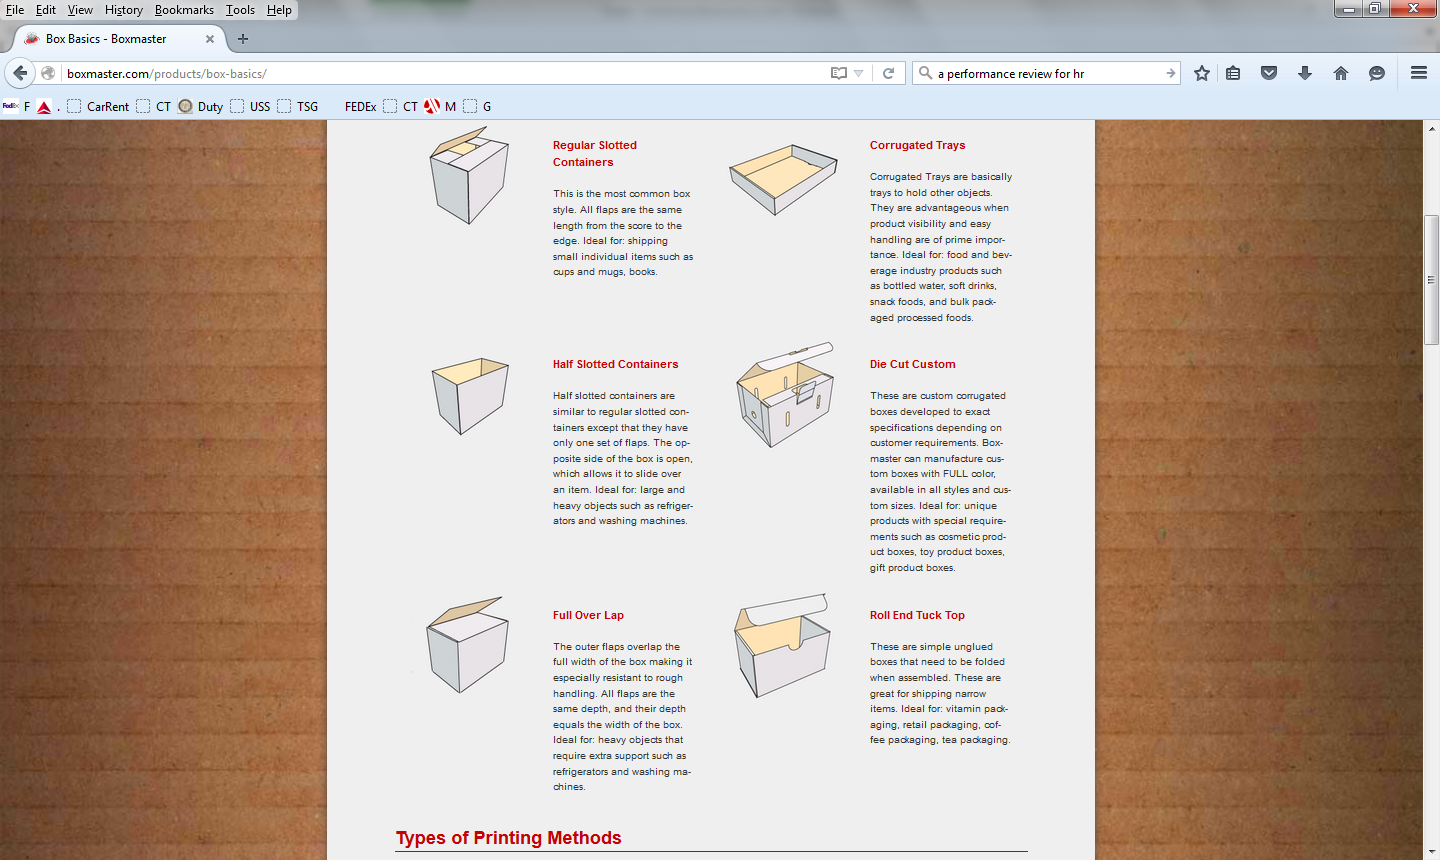 File Edit View History Bookmarks Tools Help
Box Basics - Boxmaster
boxmaster.com/products/box-basics/
a performance review for hr
FedEx F . CarRent CT Duty USS TSG FEDEx CT M G
Regular Slotted
Containers
This is the most common box
style. All flaps are the same
length from the score to the
edge. Ideal for: shipping
small individual items such as
cups and mugs, books.
Corrugated Trays
Corrugated Trays are basically
trays to hold other objects.
They are advantageous when
product visibility and easy
handling are of prime impor-
tance. Ideal for: food and bev-
erage industry products such
as bottled water, soft drinks,
snack foods, and bulk pack-
aged processed foods.
Half Slotted Containers
Half slotted containers are
similar to regular slotted con-
tainers except that they have
only one set of flaps. The op-
posite side of the box is open,
which allows it to slide over
an item. Ideal for: large and
heavy objects such as refriger-
ators and washing machines.
Die Cut Custom
These are custom corrugated
boxes developed to exact
specifications depending on
customer requirements. Box-
master can manufacture cus-
tom boxes with FULL color,
available in all styles and cus-
tom sizes. Ideal for: unique
products with special require-
ments such as cosmetic prod-
uct boxes, toy product boxes,
gift product boxes.
Full Over Lap
The outer flaps overlap the
full width of the box making it
especially resistant to rough
handling. All flaps are the
same depth, and their depth
equals the width of the box.
Ideal for: heavy objects that
require extra support such as
refrigerators and washing ma-
chines.
Roll End Tuck Top
These are simple unglued
boxes that need to be folded
when assembled. These are
great for shipping narrow
items. Ideal for: vitamin pack-
aging, retail packaging, cof-
fee packaging, tea packaging.
Types of Printing Methods